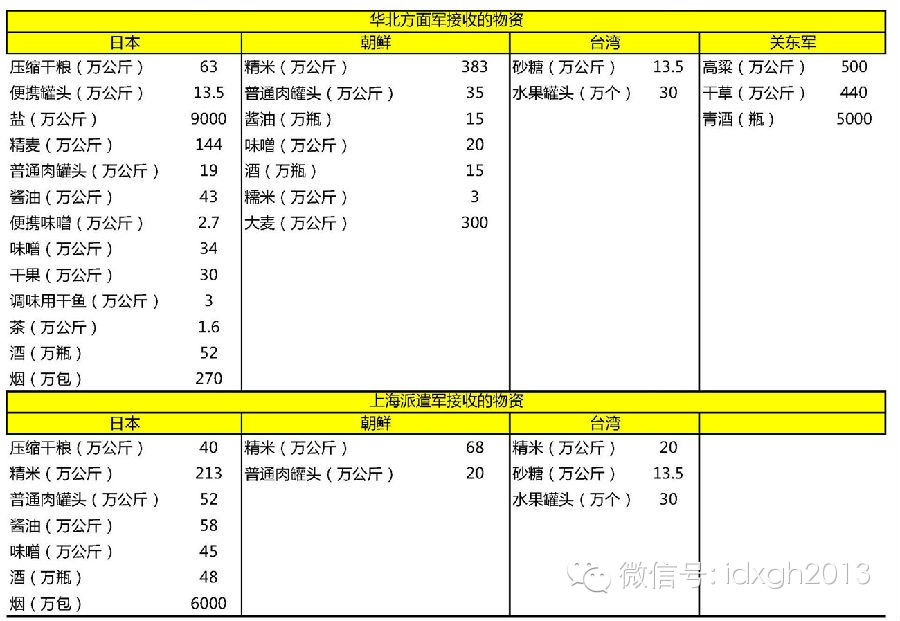 华北方面军接收的物资
日本 朝鲜 台湾 关东军
压缩干粮（万公斤） 63 精米（万公斤） 383 砂糖（万公斤） 13.5 高粱（万公斤） 500
便携罐头（万公斤） 13.5 普通肉罐头（万公斤） 35 水果罐头（万个） 30 干草（万公斤） 440
盐（万公斤） 9000 酱油（万瓶） 15 青酒（瓶） 5000
精麦（万公斤） 144 味噌（万公斤） 20
普通肉罐头（万公斤） 19 酒（万瓶） 15
酱油（万公斤） 43 糯米（万公斤） 3
便携味噌（万公斤） 2.7 大麦（万公斤） 300
味噌（万公斤） 34
干果（万公斤） 30
调味用干鱼（万公斤） 3
茶（万公斤） 1.6
酒（万瓶） 52
烟（万包） 270
上海派遣军接收的物资
日本 朝鲜 台湾
压缩干粮（万公斤） 40 精米（万公斤） 68 精米（万公斤） 20
精米（万公斤） 213 普通肉罐头（万公斤） 20 砂糖（万公斤） 13.5
普通肉罐头（万公斤） 52 水果罐头（万个） 30
酱油（万公斤） 58
味噌（万公斤） 45
酒（万瓶） 48
烟（万包） 6000
微信号: idxgh2013